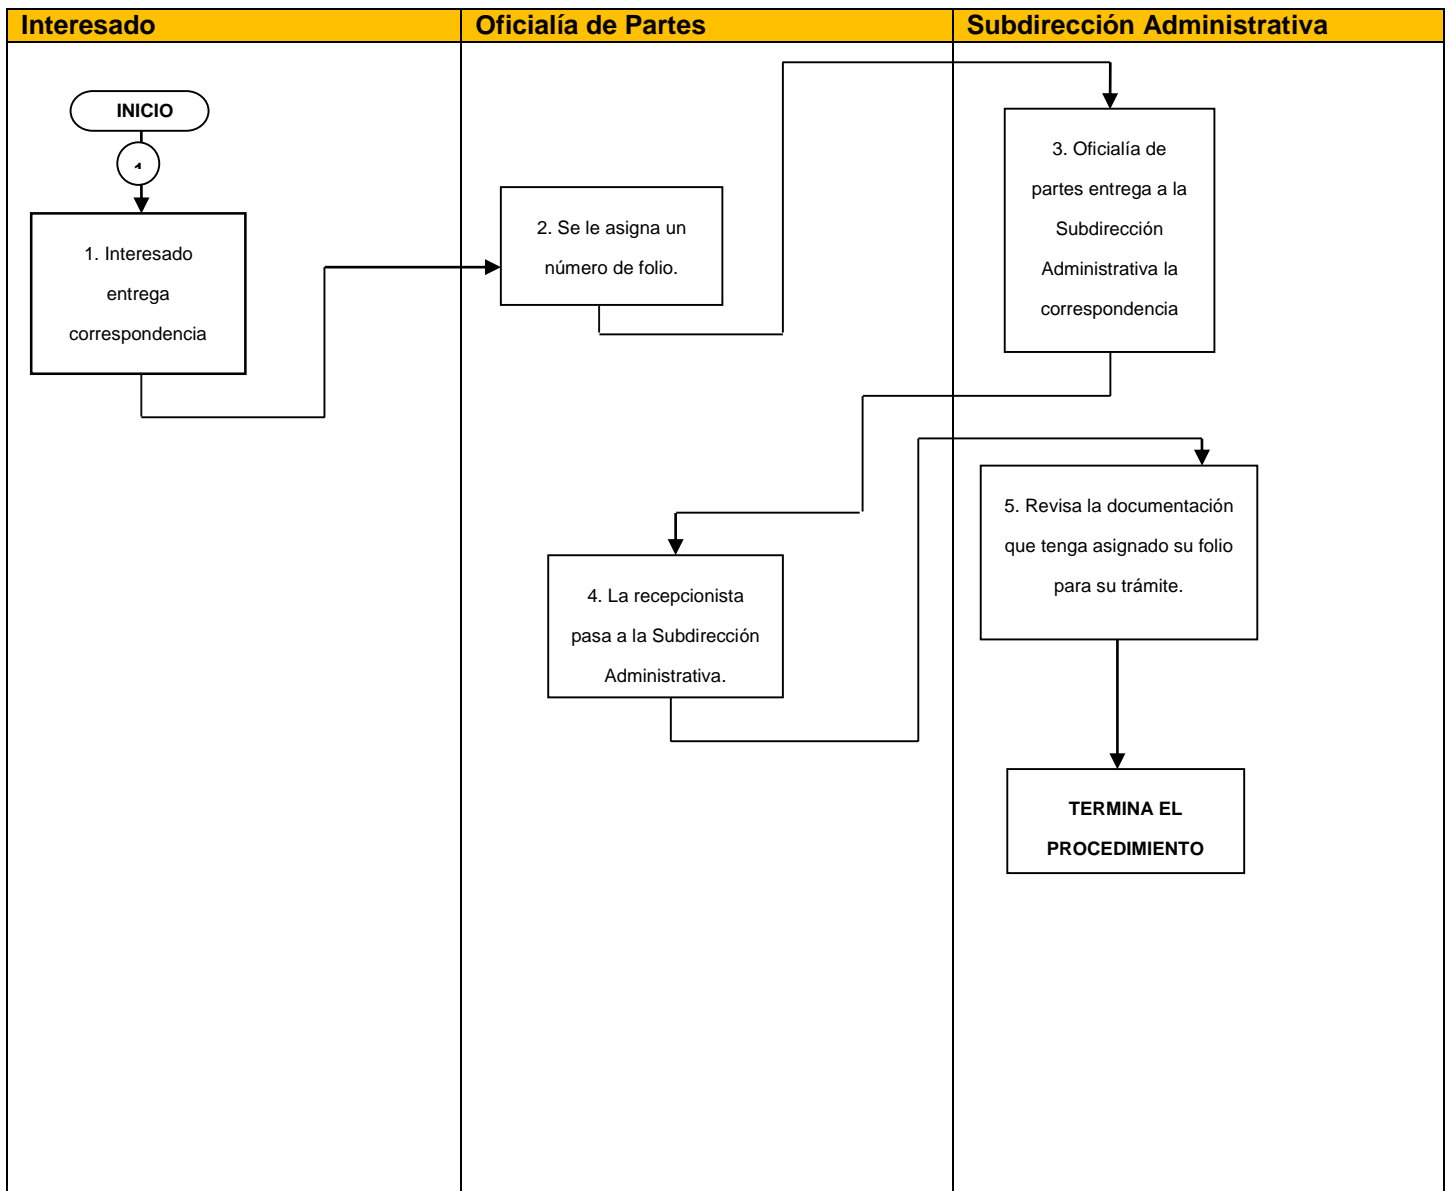 Interesado
Oficialía de Partes
Subdirección Administrativa
INICIO
1. Interesado
entrega
correspondencia
2. Se le asigna un
número de folio.
3. Oficialía de
partes entrega a la
Subdirección
Administrativa la
correspondencia
4. La recepcionista
pasa a la Subdirección
Administrativa.
5. Revisa la documentación
que tenga asignado su folio
para su trámite.
TERMINA EL
PROCEDIMIENTO